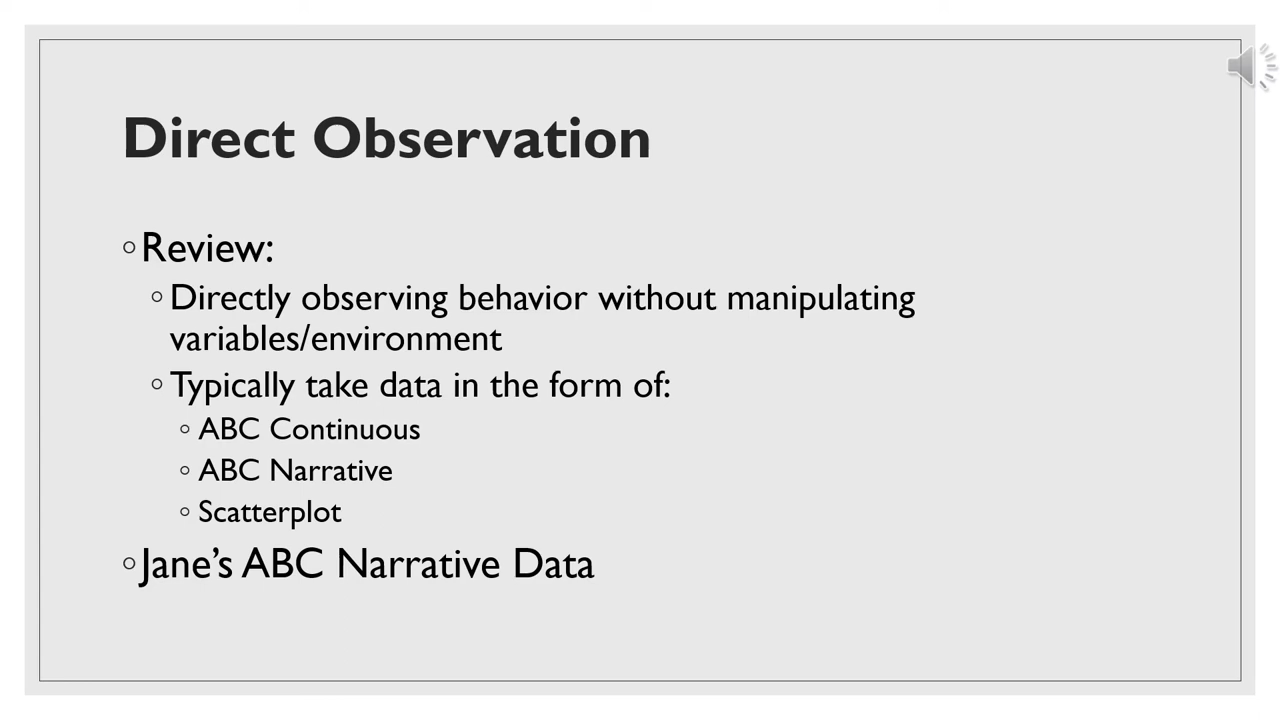 Direct Observation
◦Review:
◦Directly observing behavior without manipulating
variables/environment
◦Typically take data in the form of:
◦ABC Continuous
◦ABC Narrative
◦Scatterplot
◦Jane’s ABC Narrative Data